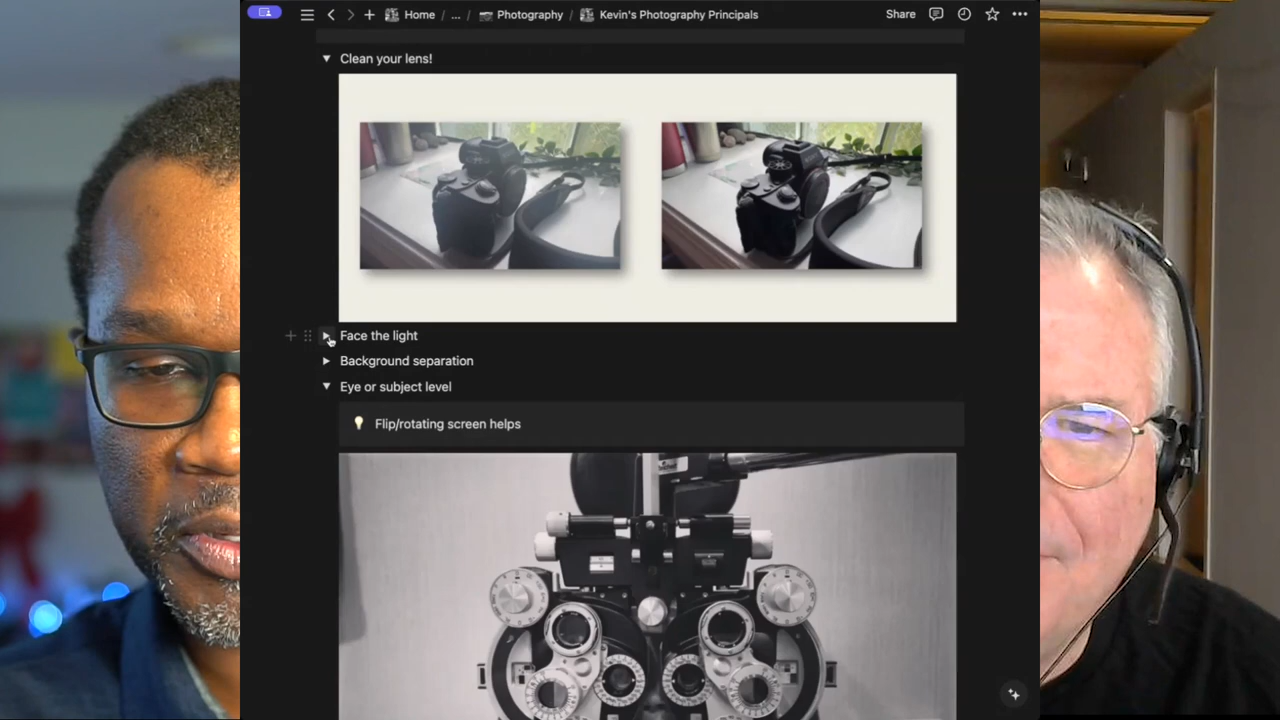 Home / ... / Photography / Kevin's Photography Principals
Share
Clean your lens!
Face the light
Background separation
Eye or subject level
Flip/rotating screen helps